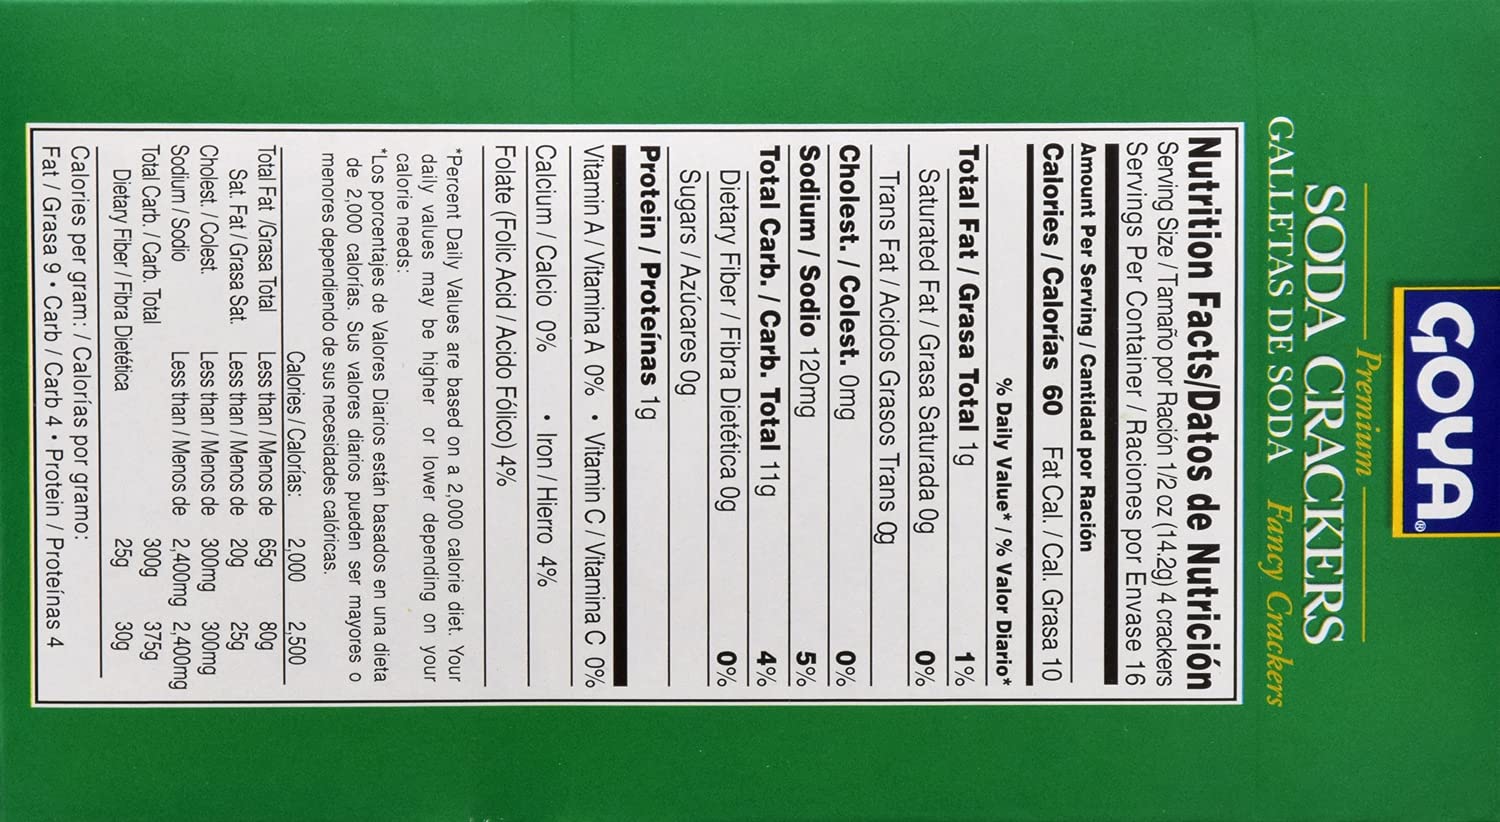 GOYA®
Premium
SODA CRACKERS
GALLETAS DE SODA Fancy Crackers
Nutrition Facts/Datos de Nutrición
Serving Size / Tamaño por Ración 1/2 oz (14.2g) 4 crackers
Servings Per Container / Raciones por Envase 16
Amount Per Serving / Cantidad por Ración
Calories / Calorías 60 Fat Cal. / Cal. Grasa 10
% Daily Value* / % Valor Diario*
Total Fat / Grasa Total 1g 1%
Saturated Fat / Grasa Saturada 0g 0%
Trans Fat / Acidos Grasos Trans 0g
Cholest. / Colest. 0mg 0%
Sodium / Sodio 120mg 5%
Total Carb. / Carb. Total 11g 4%
Dietary Fiber / Fibra Dietética 0g 0%
Sugars / Azúcares 0g
Protein / Proteínas 1g
Vitamin A / Vitamina A 0% • Vitamin C / Vitamina C 0%
Calcium / Calcio 0% • Iron / Hierro 4%
Folate (Folic Acid / Acido Fólico) 4%
*Percent Daily Values are based on a 2,000 calorie diet. Your
daily values may be higher or lower depending on your
calorie needs:
*Los porcentajes de Valores Diarios están basados en una dieta
de 2,000 calorías. Sus valores diarios pueden ser mayores o
menores dependiendo de sus necesidades calóricas.
Calories / Calorías: 2,000 2,500
Total Fat /Grasa Total Less than / Menos de 65g 80g
Sat. Fat / Grasa Sat. Less than / Menos de 20g 25g
Cholest. / Colest. Less than / Menos de 300mg 300mg
Sodium / Sodio Less than / Menos de 2,400mg 2,400mg
Total Carb. / Carb. Total 300g 375g
Dietary Fiber / Fibra Dietética 25g 30g
Calories per gram: / Calorías por gramo:
Fat / Grasa 9 • Carb / Carb 4 • Protein / Proteínas 4